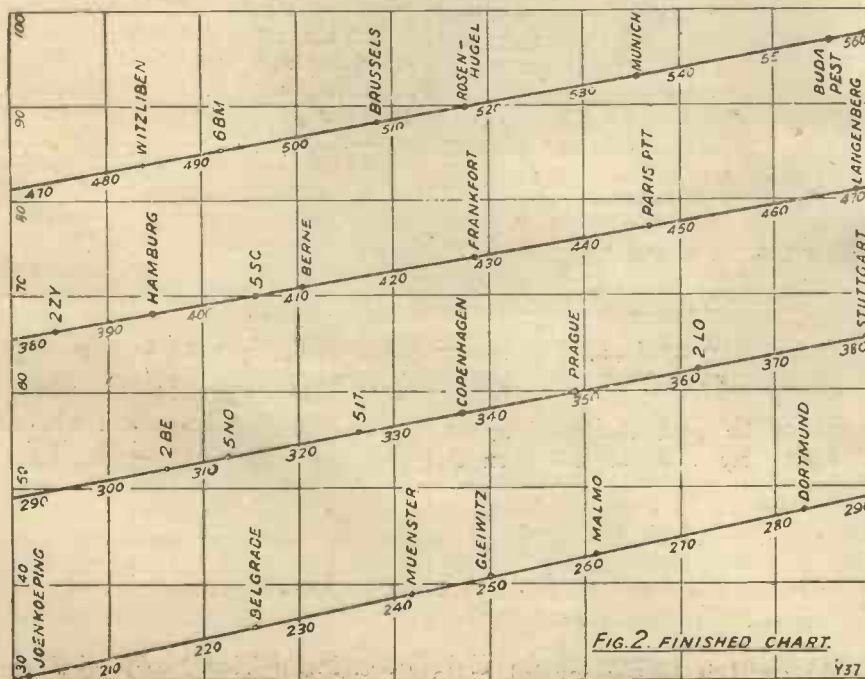 100
90
80
70
60
50
40
30
WITZLIBEN
6BM
BRUSSELS
ROSEN-
HUGEL
MUNICH
BUDA
PEST
470
480
490
500
510
520
530
540
55
560
2ZY
HAMBURG
5SC
BERNE
FRANKFORT
PARIS PTT
LANGENBERG
380
390
400
410
420
430
440
450
460
470
2BE
5NO
5IT
COPENHAGEN
PRAGUE
2LO
STUTTGART
290
300
310
320
330
340
350
360
370
380
JOENKOEPING
BELGRACE
MUENSTER
GLEIWITZ
MALMO
DORTMUND
210
220
230
240
250
260
270
280
290
FIG.2. FINISHED CHART.
Y37